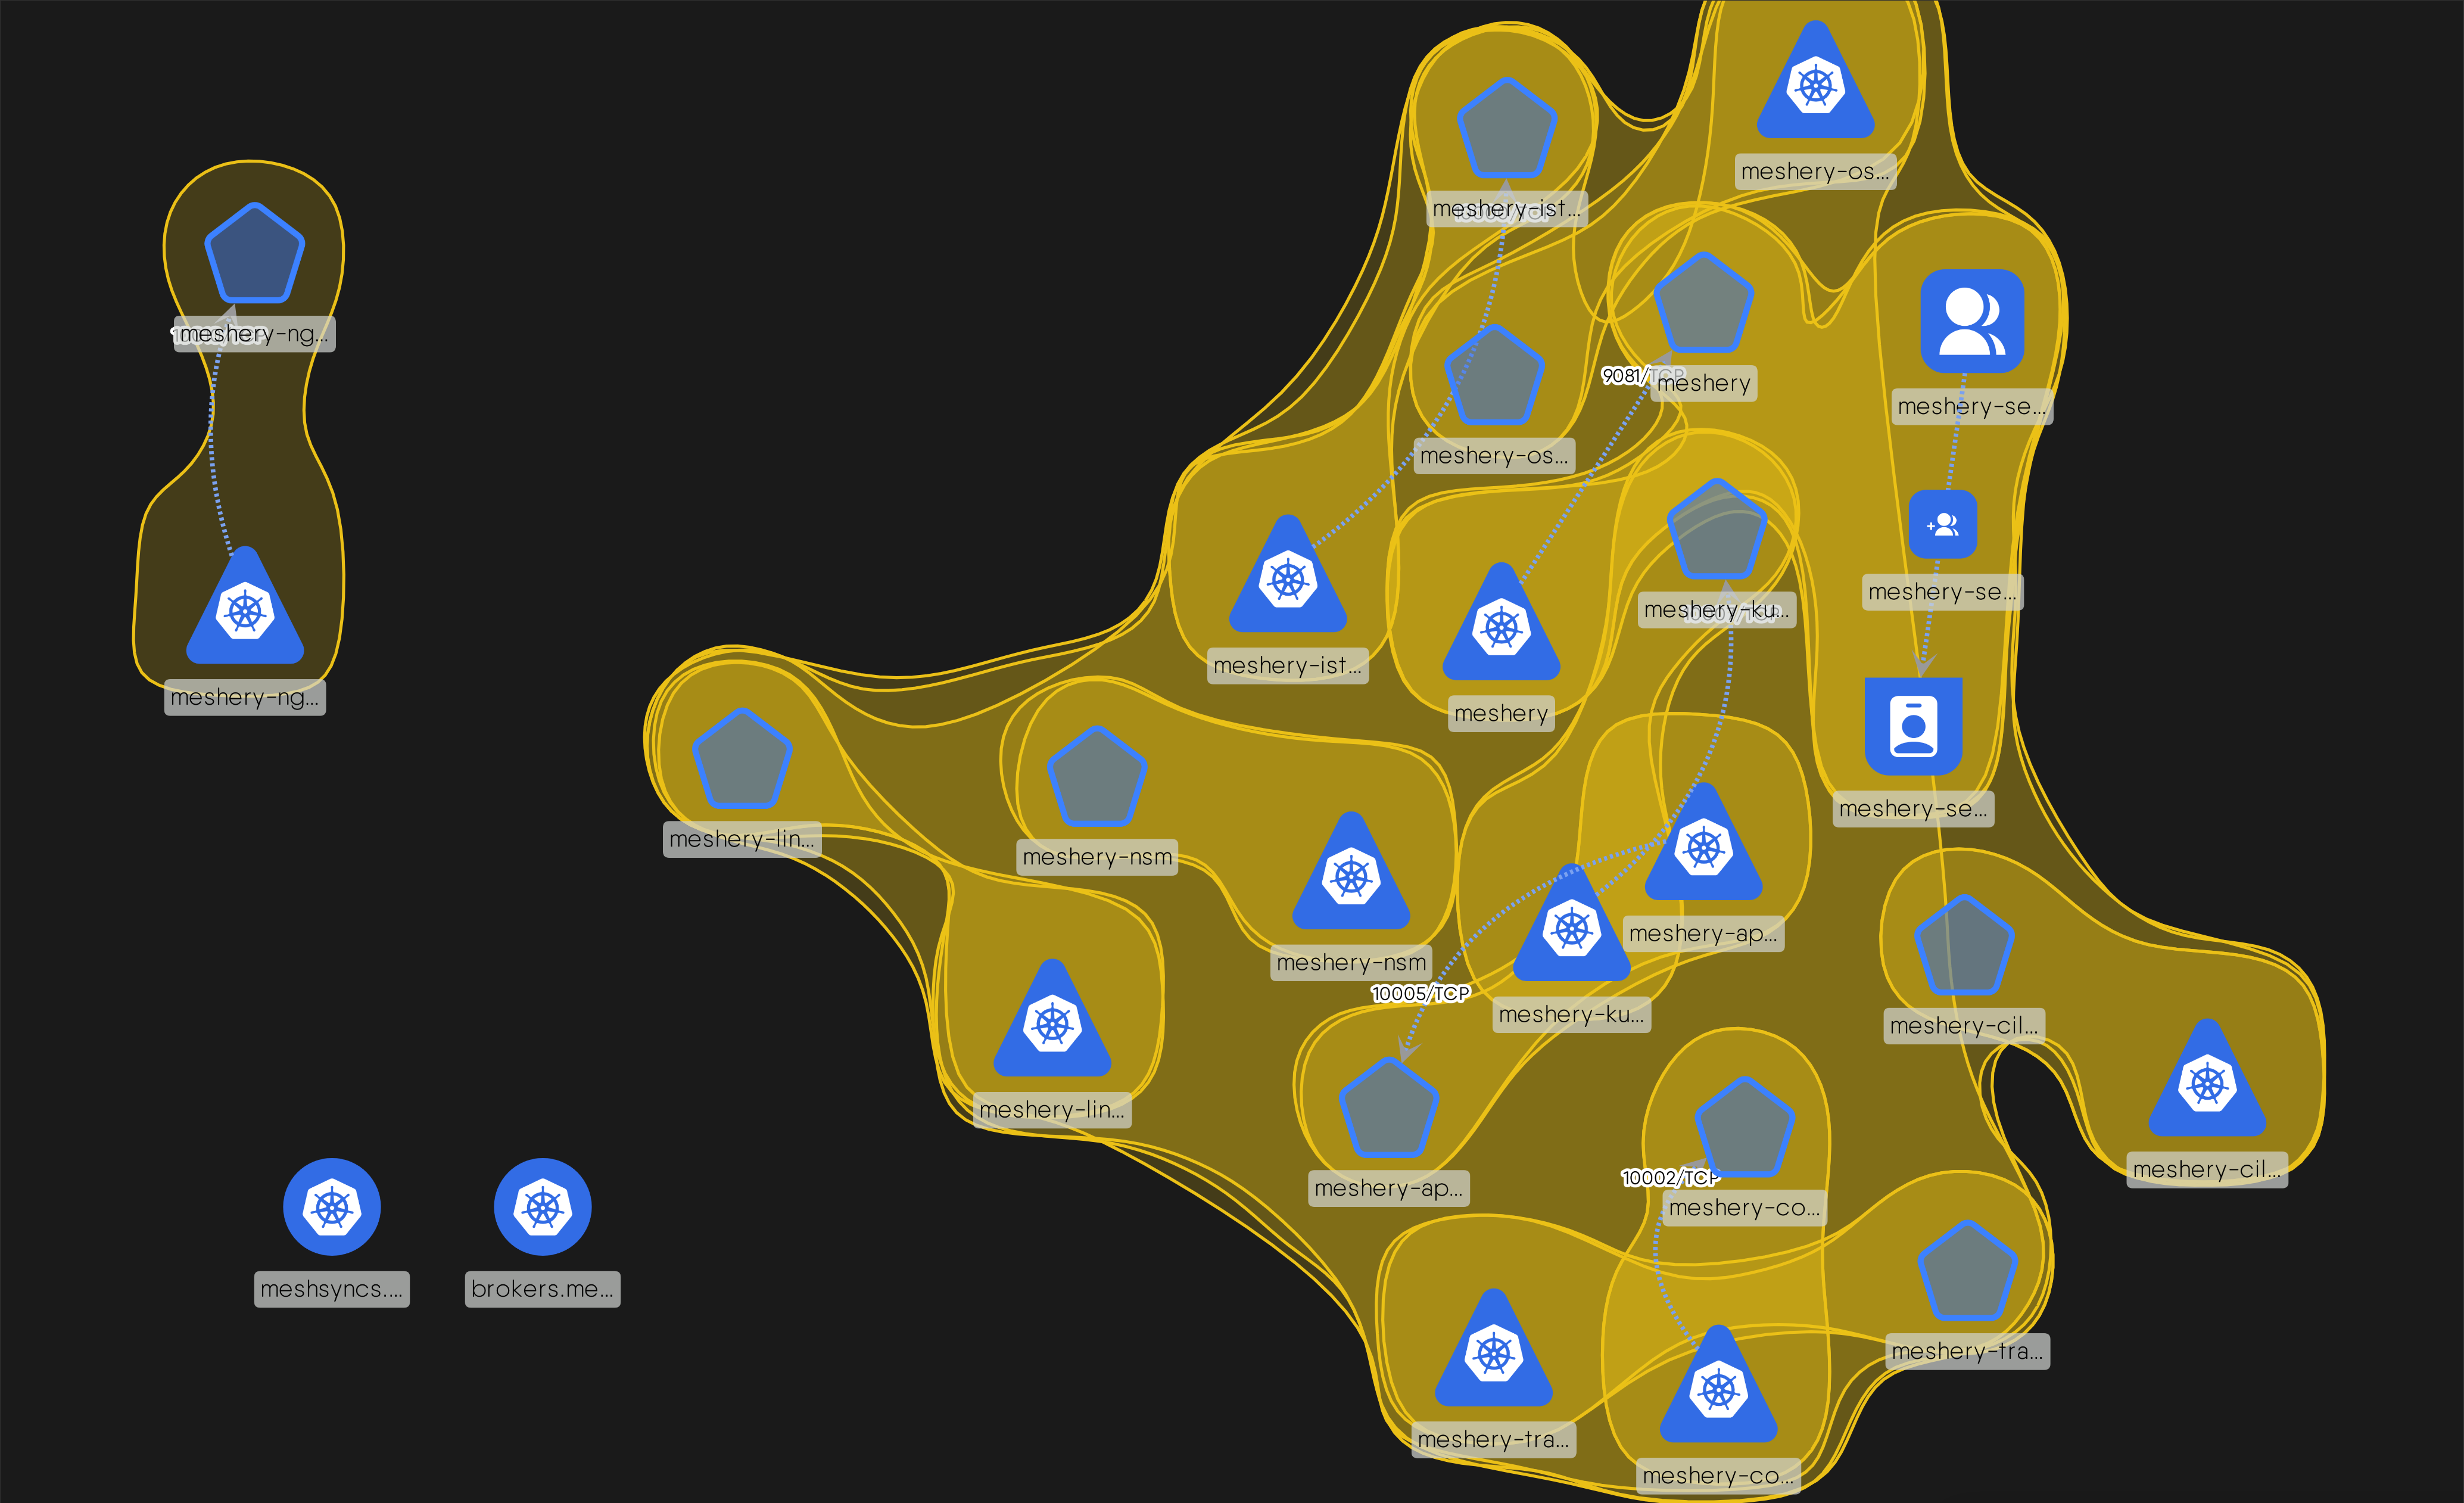 meshery-os...
meshery-ist...
meshery-ng...
9081/TCP
meshery
meshery-se...
meshery-os...
meshery-se...
meshery-ku...
meshery-ist...
meshery-ng...
meshery
meshery-se...
meshery-lin...
meshery-nsm
meshery-ap...
meshery-nsm
10005/TCP
meshery-ku...
meshery-cil...
meshery-lin...
meshery-cil...
10002/TCP
meshery-ap...
meshery-co...
meshsyncs....
brokers.me...
meshery-tra...
meshery-tra...
meshery-co...